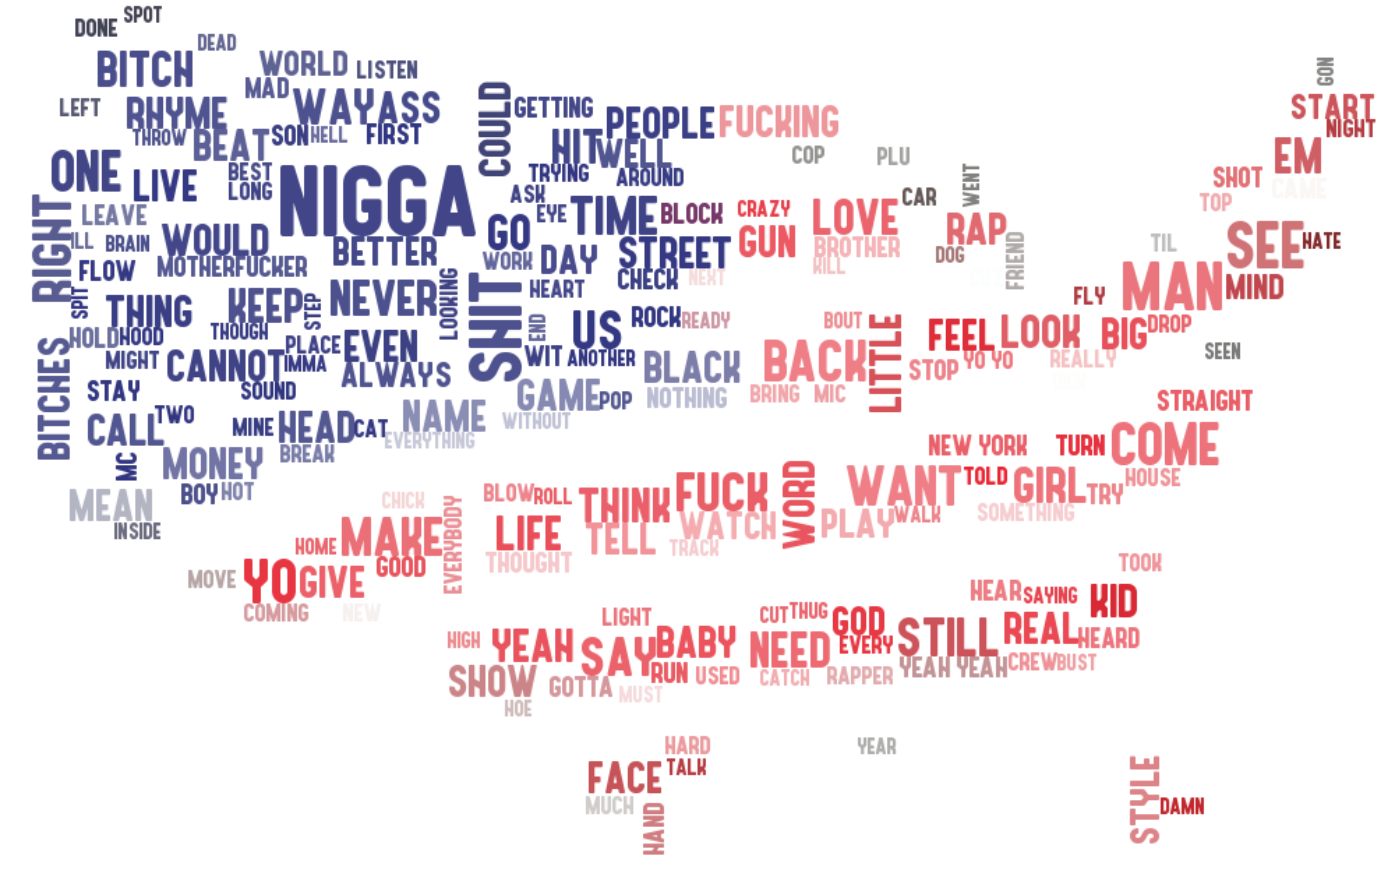 SPOT
DONE
DEAD
BITCH
WORLD
LISTEN
GON
MAD
LEFT
RHYME
WAYASS
COULD
GETTING
PEOPLE
FUCKING
START
NIGHT
THROW
BEAT
SON
HELL
FIRST
HIT
WELL
COP
PLU
EM
ONE
LIVE
BEST
LONG
NIGGA
TRYING
AROUND
WENT
SHOT
CAME
TOP
ASK
CAR
RIGHT
LEAVE
EYE
TIME
BLOCK
CRAZY
LOVE
RAP
ILL
BRAIN
WOULD
BETTER
GO
STREET
GUN
BROTHER
DOG
FRIEND
TIL
SEE
HATE
FLOW
MOTHERFUCKER
WORK
DAY
CHECK
NEXT
KILL
SPIT
THING
KEEP
STEP
NEVER
LOOKING
SHIT
HEART
FLY
MAN
MIND
HOLD
HOOD
THOUGH
PLACE
EVEN
END
US
ROCK
READY
BOUT
LITTLE
FEEL
LOOK
BIG
DROP
BITCHES
MIGHT
CANNOT
IMMA
ALWAYS
WIT
ANOTHER
BLACK
BACK
STOP
YO YO
REALLY
SEEN
STAY
SOUND
GAME
POP
NOTHING
BRING
MIC
STRAIGHT
CALL
TWO
MINE
HEAD
CAT
NAME
EVERYTHING
WITHOUT
NEW YORK
TURN
COME
MC
MONEY
BREAK
MEAN
BOY
HOT
CHICK
EVERYBODY
BLOW
ROLL
THINK
FUCK
WORD
WANT
TOLD
GIRL
TRY
HOUSE
INSIDE
HOME
MAKE
LIFE
TELL
WATCH
PLAY
WALK
SOMETHING
THOUGHT
TRACK
MOVE
YO
GIVE
GOOD
TOOK
COMING
NEW
LIGHT
CUT
THUG
GOD
HEAR
SAYING
KID
HIGH
YEAH
SAY
BABY
NEED
EVERY
STILL
REAL
HEARD
SHOW
GOTTA
RUN
USED
CATCH
RAPPER
YEAH YEAH
CREW
BUST
HOE
MUST
HARD
YEAR
FACE
TALK
STYLE
MUCH
HAND
DAMN